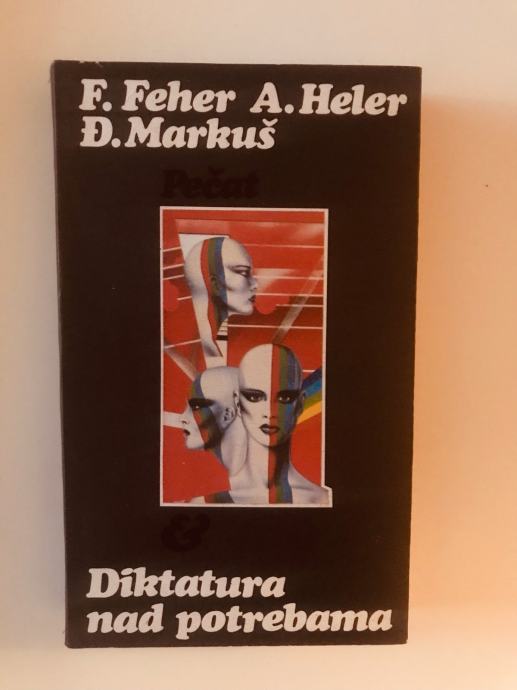 F. Feher A. Heler
Đ. Markuš
Pečat
&
Diktatura
nad potrebama